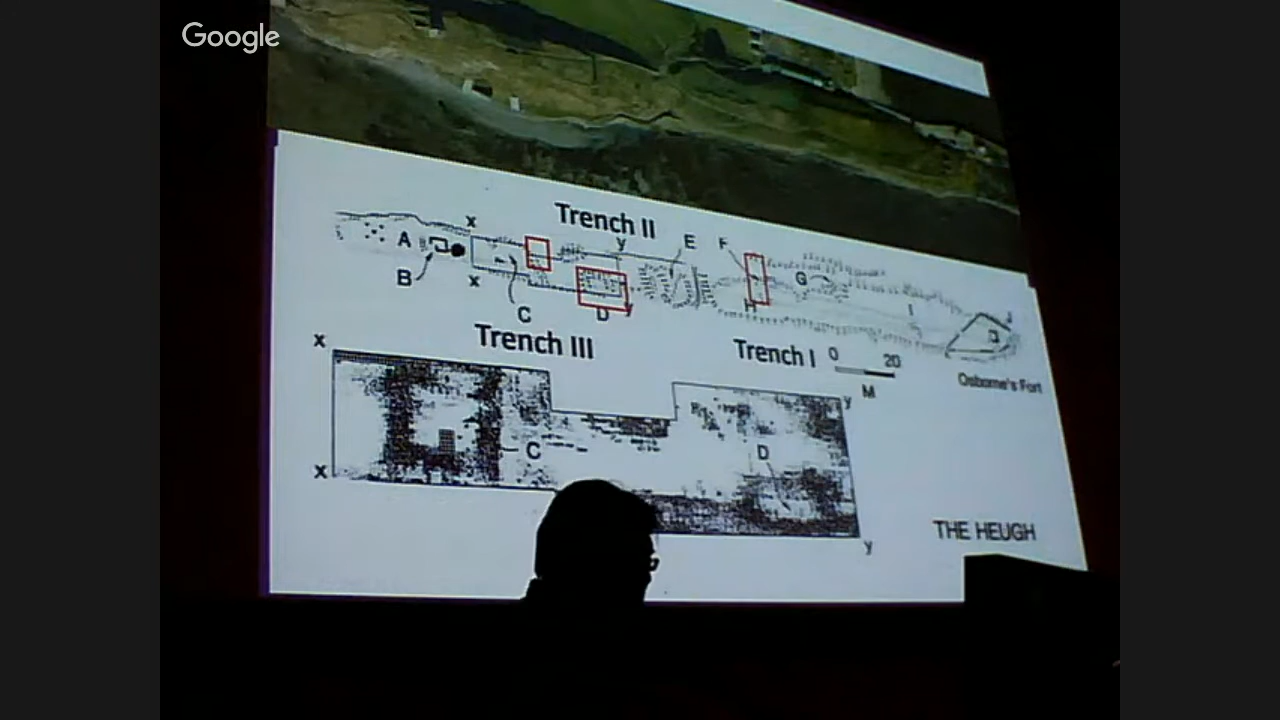 Google
Trench II
x
y
E
F
A
B
x
C
D
y
G
H
I
J
Trench III
Trench I
0
20
M
Osborne's Fort
x
y
C
D
x
y
THE HEUGH